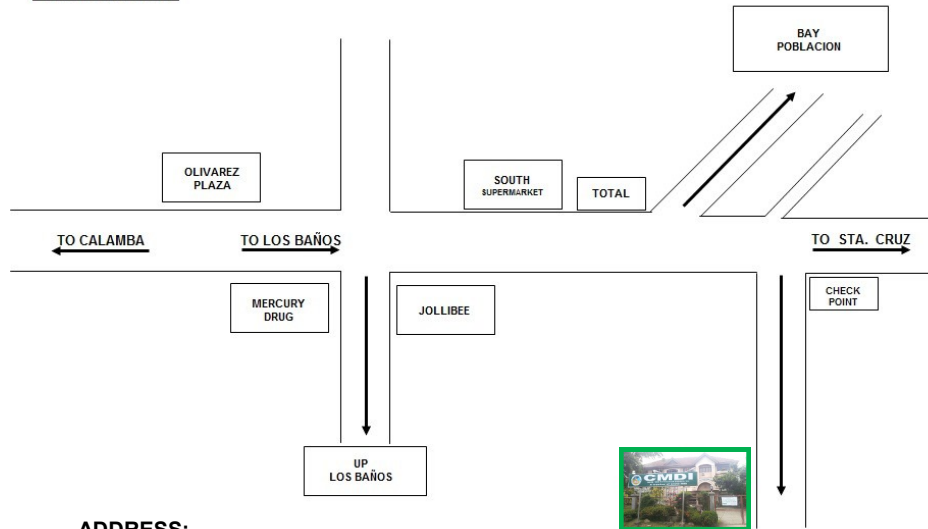 BAY
POBLACION
OLIVAREZ
PLAZA
SOUTH
SUPERMARKET
TOTAL
TO CALAMBA
TO LOS BAÑOS
TO STA. CRUZ
MERCURY
DRUG
JOLLIBEE
CHECK
POINT
UP
LOS BAÑOS
CMDI
ADDRESS: